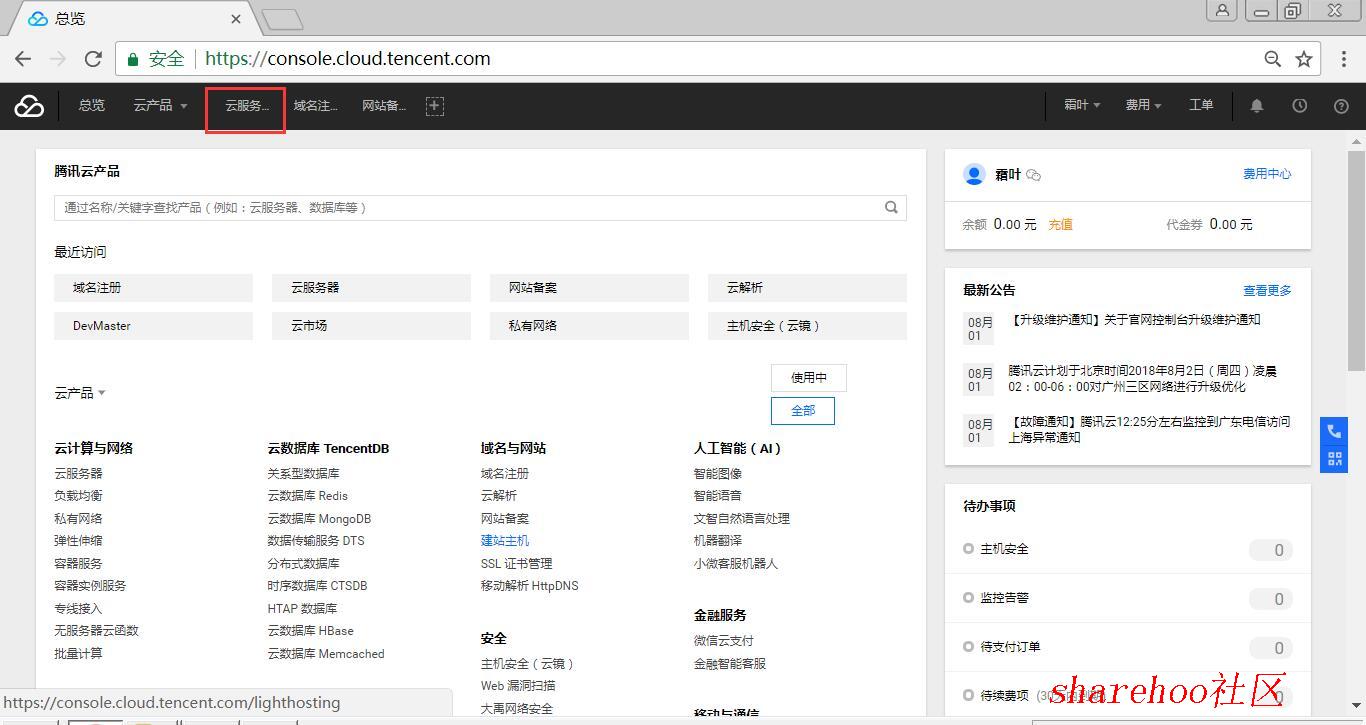 总览
安全 https://console.cloud.tencent.com
总览 云产品 云服务... 域名注... 网站备... 霜叶 费用 工单
腾讯云产品
通过名称/关键字查找产品（例如：云服务器、数据库等）
最近访问
域名注册 云服务器 网站备案 云解析
DevMaster 云市场 私有网络 主机安全（云镜）
云产品
使用中
全部
云计算与网络
云服务器
负载均衡
私有网络
弹性伸缩
容器服务
容器实例服务
专线接入
无服务器云函数
批量计算
云数据库 TencentDB
关系型数据库
云数据库 Redis
云数据库 MongoDB
数据传输服务 DTS
分布式数据库
时序数据库 CTSDB
HTAP 数据库
云数据库 HBase
云数据库 Memcached
域名与网站
域名注册
云解析
网站备案
建站主机
SSL 证书管理
移动解析 HttpDNS
安全
主机安全（云镜）
Web 漏洞扫描
大禹网络安全
人工智能（AI）
智能图像
智能语音
文智自然语言处理
机器翻译
小微客服机器人
金融服务
微信云支付
金融智能客服
移动与通信
霜叶 费用中心
余额 0.00 元 充值 代金券 0.00 元
最新公告 查看更多
08月
01
【升级维护通知】关于官网控制台升级维护通知
08月
01
腾讯云计划于北京时间2018年8月2日（周四）凌晨
02：00-06：00对广州三区网络进行升级优化
08月
01
【故障通知】腾讯云12:25分左右监控到广东电信访问
上海异常通知
待办事项
主机安全 0
监控告警 0
待支付订单 0
待续费项 0
sharehoo社区
https://console.cloud.tencent.com/lighthosting